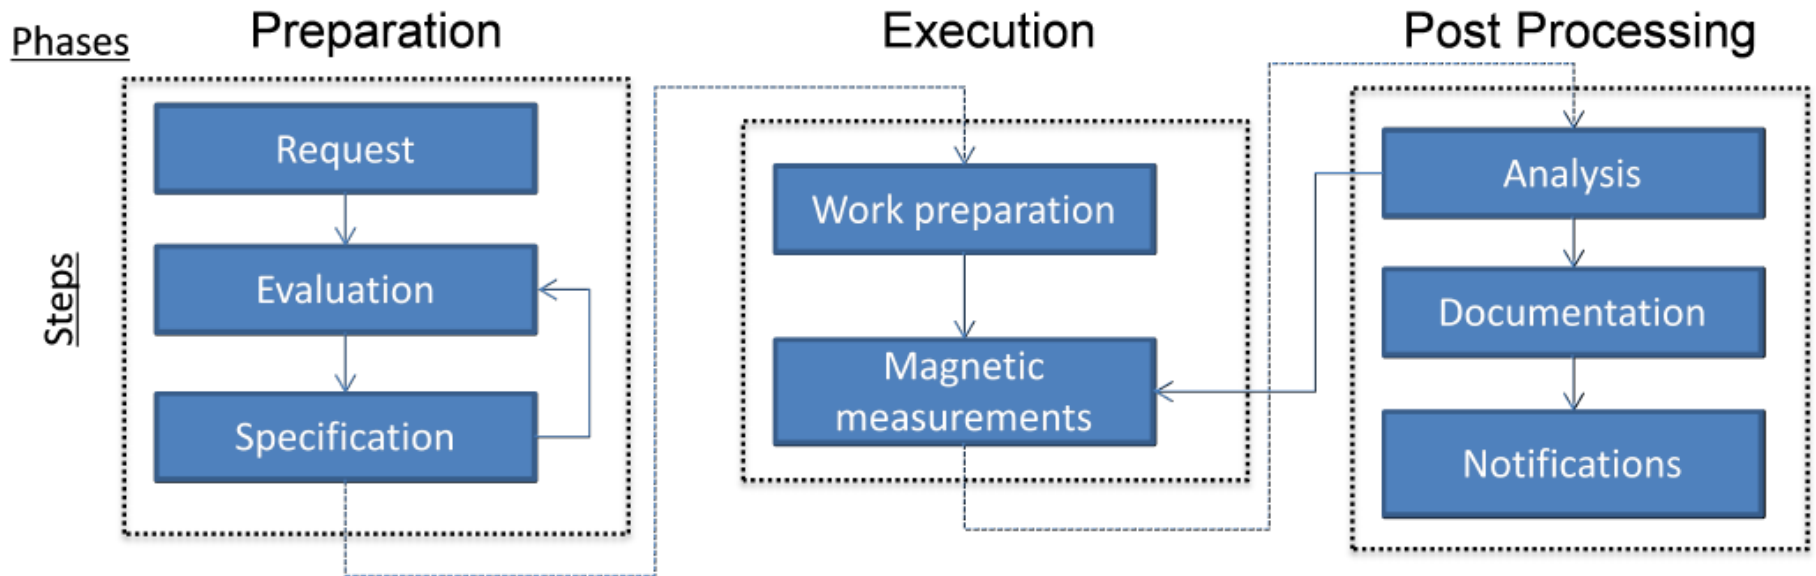 Phases
Preparation
Execution
Post Processing
Steps
Request
Evaluation
Specification
Work preparation
Magnetic
measurements
Analysis
Documentation
Notifications